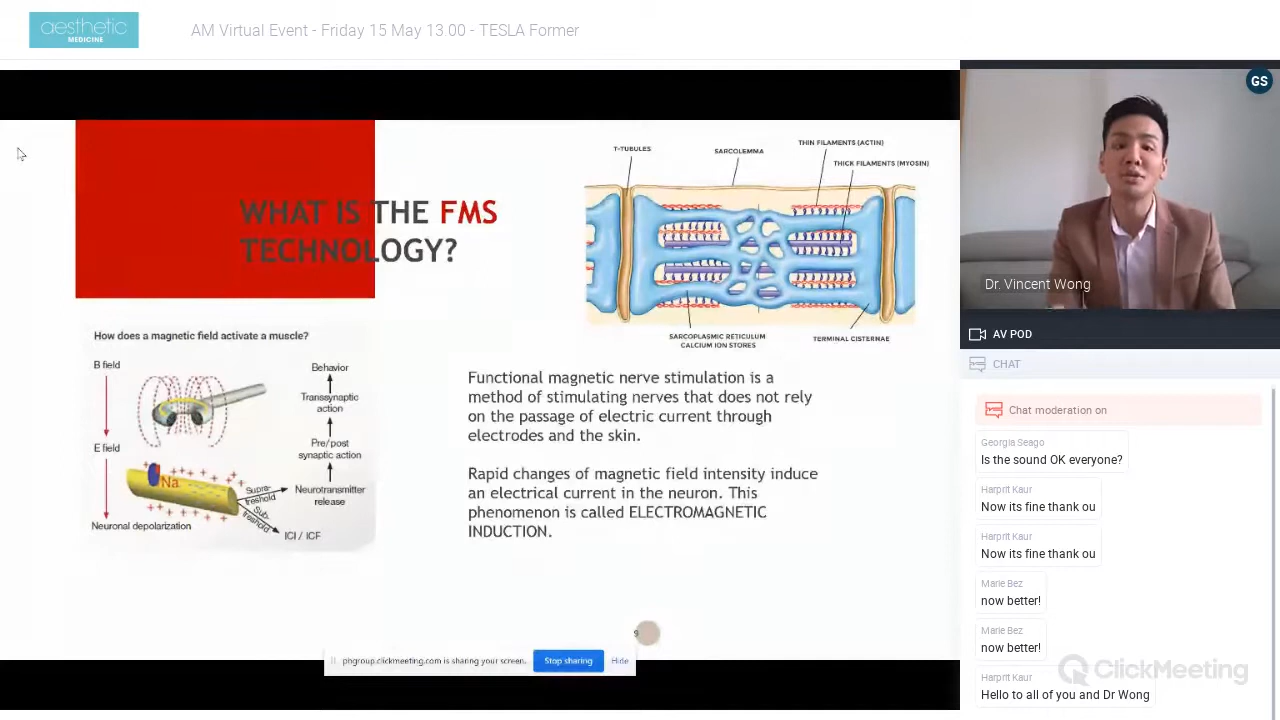 aesthetic
MEDICINE
AM Virtual Event - Friday 15 May 13.00 - TESLA Former
WHAT IS THE FMS
TECHNOLOGY?
T-TUBULES
SARCOLEMMA
THIN FILAMENTS (ACTIN)
THICK FILAMENTS (MYOSIN)
SARCOPLASMIC RETICULUM
CALCIUM ION STORES
TERMINAL CISTERNAE
How does a magnetic field activate a muscle?
B field
E field
Neuronal depolarization
Na
Supra-
threshold
Sub-
threshold
Behavior
Transsynaptic
action
Pre/post
synaptic action
Neurotransmitter
release
ICI / ICF
Functional magnetic nerve stimulation is a
method of stimulating nerves that does not rely
on the passage of electric current through
electrodes and the skin.
Rapid changes of magnetic field intensity induce
an electrical current in the neuron. This
phenomenon is called ELECTROMAGNETIC
INDUCTION.
9
phgroup.clickmeeting.com is sharing your screen.
Stop sharing
Hide
GS
Dr. Vincent Wong
AV POD
CHAT
Chat moderation on
Georgia Seago
Is the sound OK everyone?
Harprit Kaur
Now its fine thank ou
Harprit Kaur
Now its fine thank ou
Marie Bez
now better!
Marie Bez
now better!
Harprit Kaur
Hello to all of you and Dr Wong
ClickMeeting